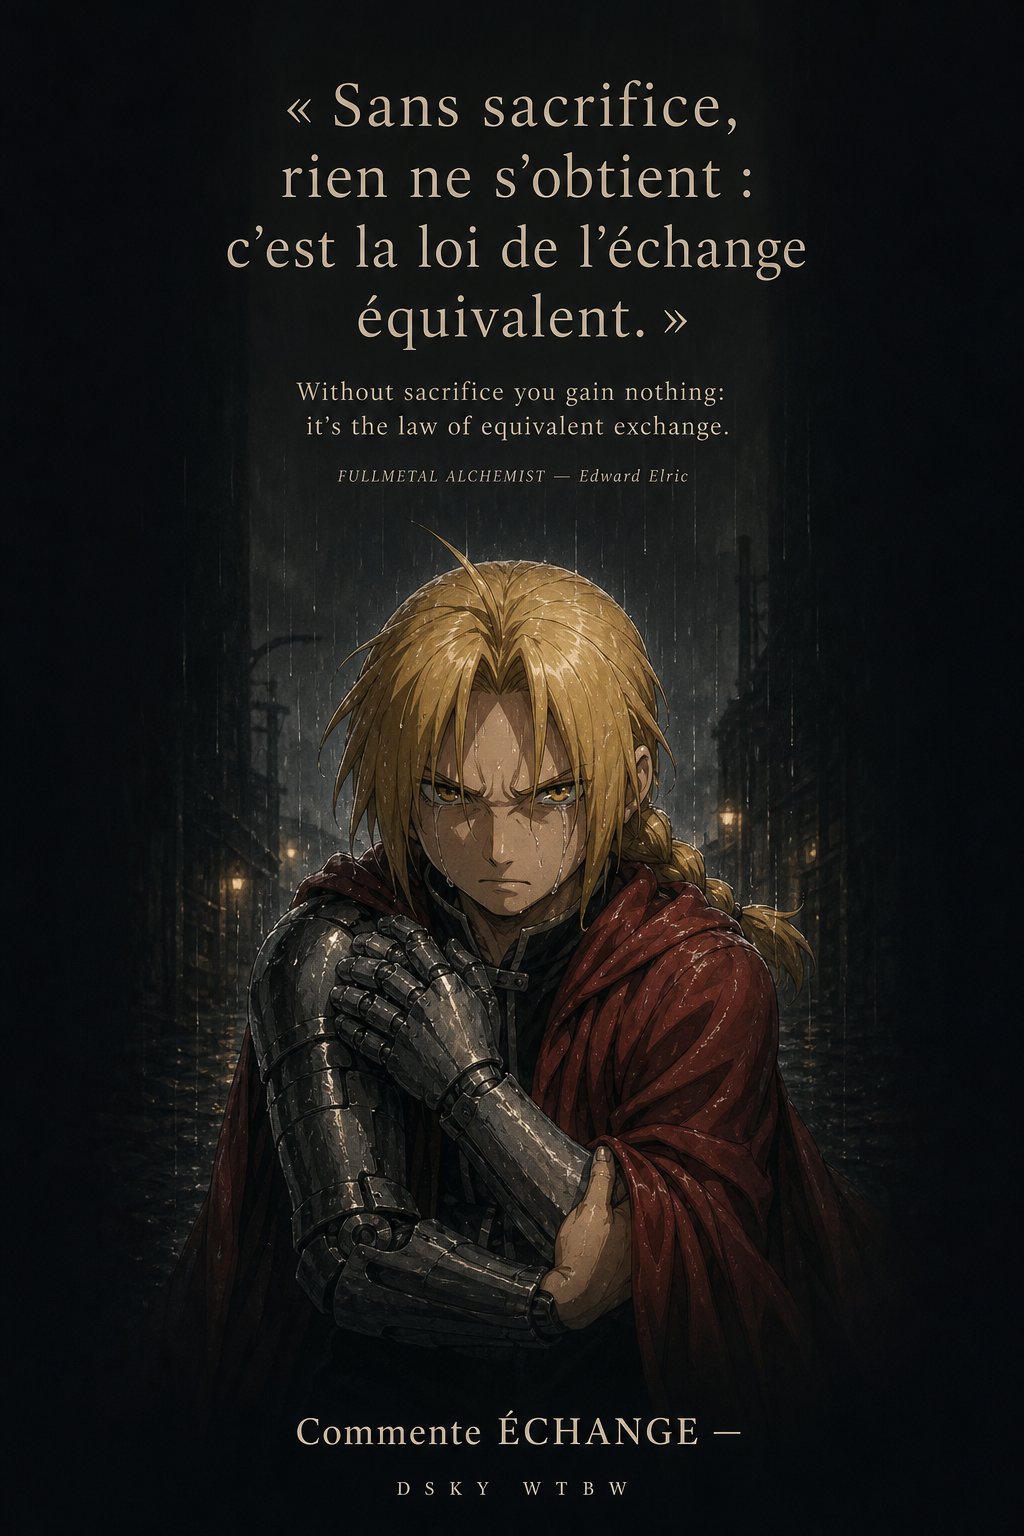 « Sans sacrifice,
rien ne s’obtient :
c’est la loi de l’échange
équivalent. »
Without sacrifice you gain nothing:
it’s the law of equivalent exchange.
FULLMETAL ALCHEMIST — Edward Elric
Commente ÉCHANGE —
DSKY WTBW